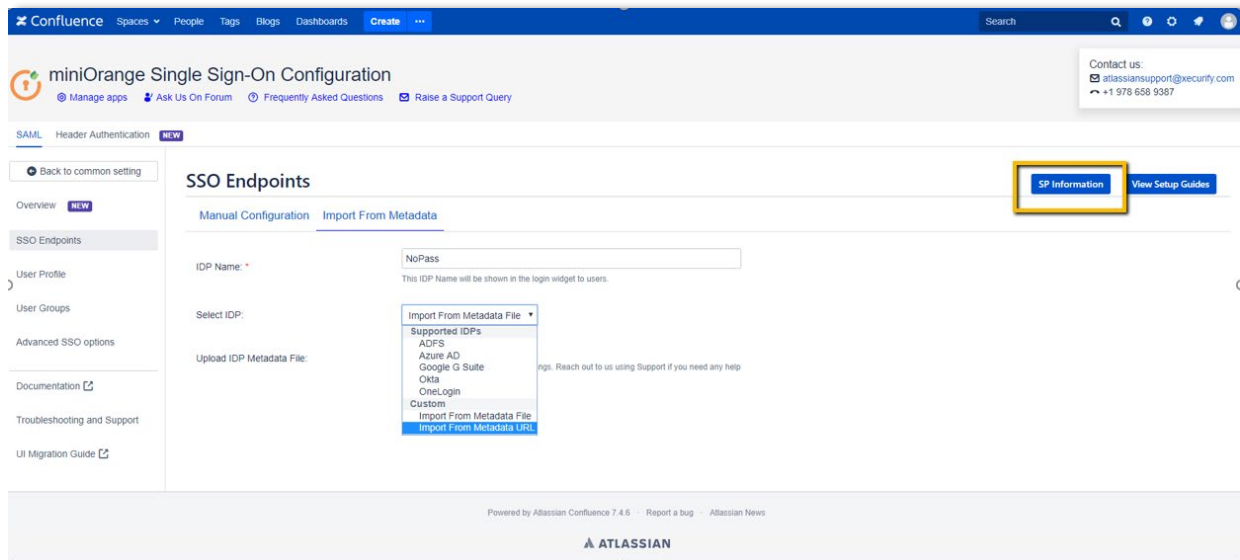 Confluence Spaces People Tags Blogs Dashboards Create ... Search
miniOrange Single Sign-On Configuration
Manage apps Ask Us On Forum Frequently Asked Questions Raise a Support Query
Contact us:
atlassiansupport@xecurify.com
+1 978 658 9387
SAML Header Authentication NEW
Back to common setting
Overview NEW
SSO Endpoints
User Profile
User Groups
Advanced SSO options
Documentation
Troubleshooting and Support
UI Migration Guide
SSO Endpoints
SP Information View Setup Guides
Manual Configuration Import From Metadata
IDP Name: * NoPass
This IDP Name will be shown in the login widget to users.
Select IDP: Import From Metadata File
Supported IDPs
ADFS
Azure AD
Google G Suite
Okta
OneLogin
Custom
Import From Metadata File
Import From Metadata URL
Upload IDP Metadata File:
ngs. Reach out to us using Support if you need any help
Powered by Atlassian Confluence 7.4.6 · Report a bug · Atlassian News
ATLASSIAN